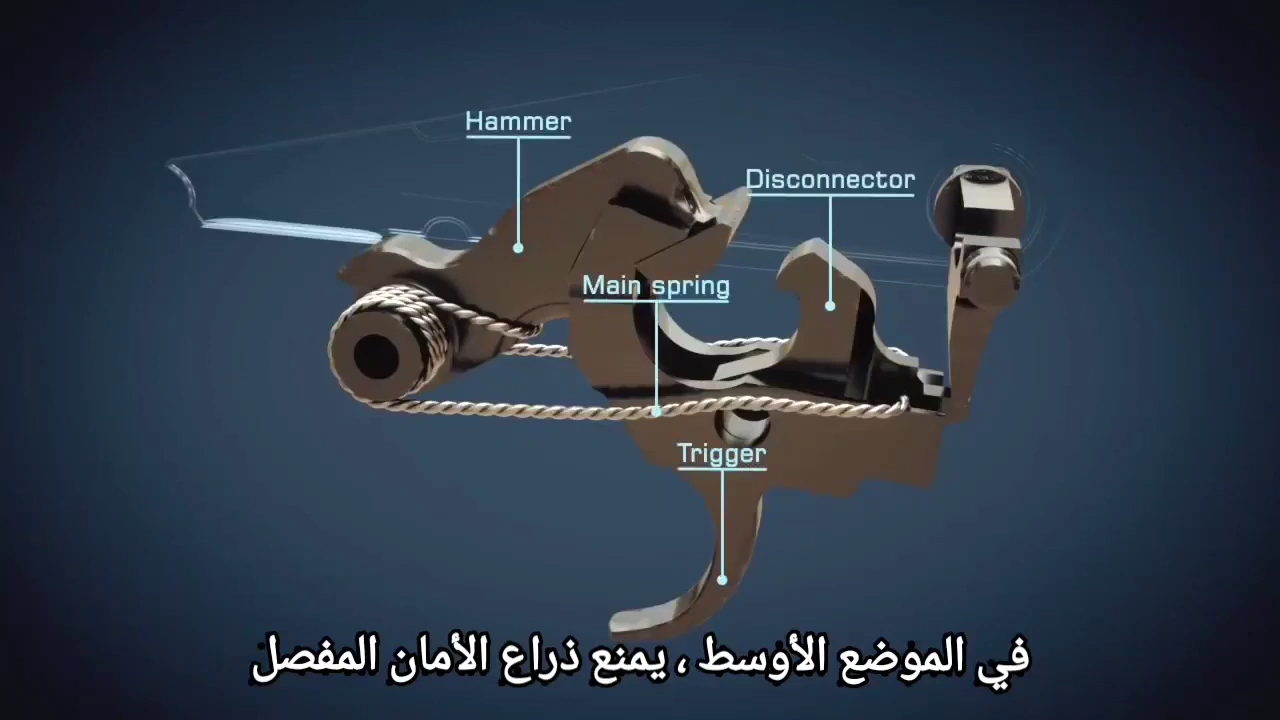 Hammer
Disconnector
Main spring
Trigger
في الموضع الأوسط ، يمنع ذراع الأمان المفصل